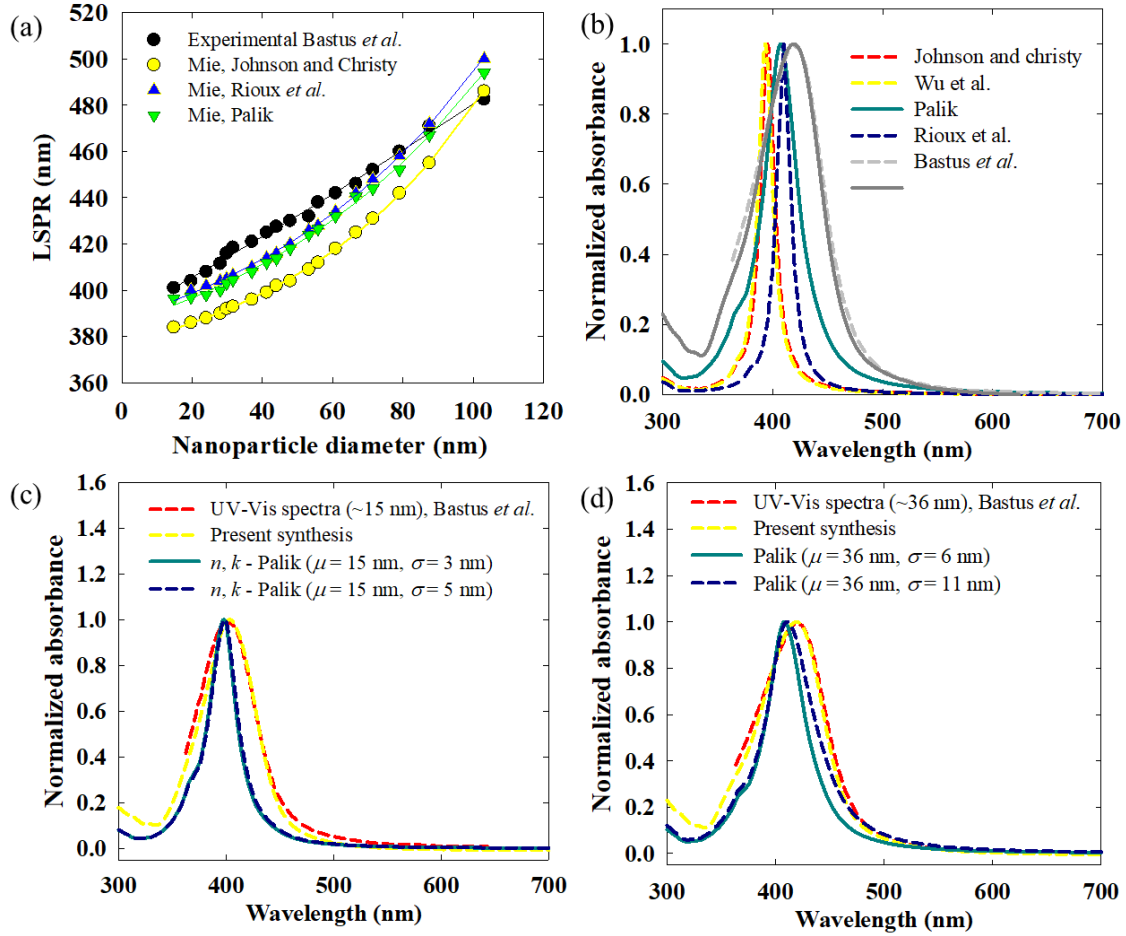 (a)
Experimental Bastus et al.
Mie, Johnson and Christy
Mie, Rioux et al.
Mie, Palik
LSPR (nm)
520
500
480
460
440
420
400
380
360
0 20 40 60 80 100 120
Nanoparticle diameter (nm)
(b)
Johnson and christy
Wu et al.
Palik
Rioux et al.
Bastus et al.
Normalized absorbance
1.0
0.8
0.6
0.4
0.2
0.0
300 400 500 600 700
Wavelength (nm)
(c)
UV-Vis spectra (~15 nm), Bastus et al.
Present synthesis
n, k - Palik (μ = 15 nm, σ = 3 nm)
n, k - Palik (μ = 15 nm, σ = 5 nm)
Normalized absorbance
1.6
1.4
1.2
1.0
0.8
0.6
0.4
0.2
0.0
300 400 500 600 700
Wavelength (nm)
(d)
UV-Vis spectra (~36 nm), Bastus et al.
Present synthesis
Palik (μ = 36 nm, σ = 6 nm)
Palik (μ = 36 nm, σ = 11 nm)
Normalized absorbance
1.6
1.4
1.2
1.0
0.8
0.6
0.4
0.2
0.0
300 400 500 600 700
Wavelength (nm)